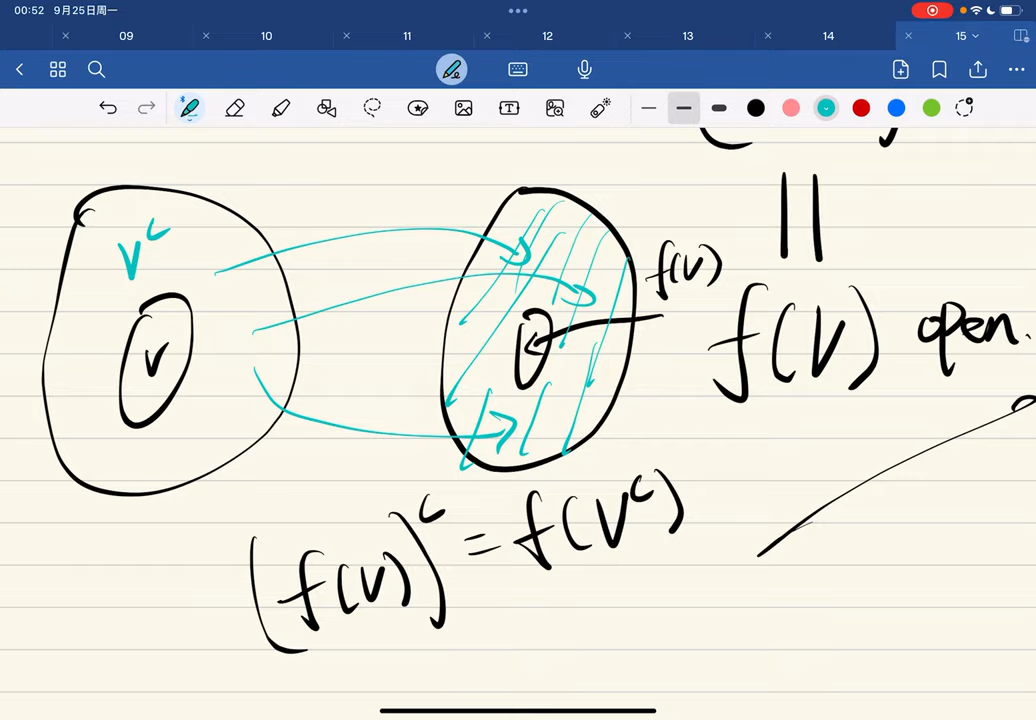 00:52 9月25日周一
09 10 11 12 13 14 15
T
V^c
V
f(V)
||
f(V) open.
(f(V))^c = f(V^c)